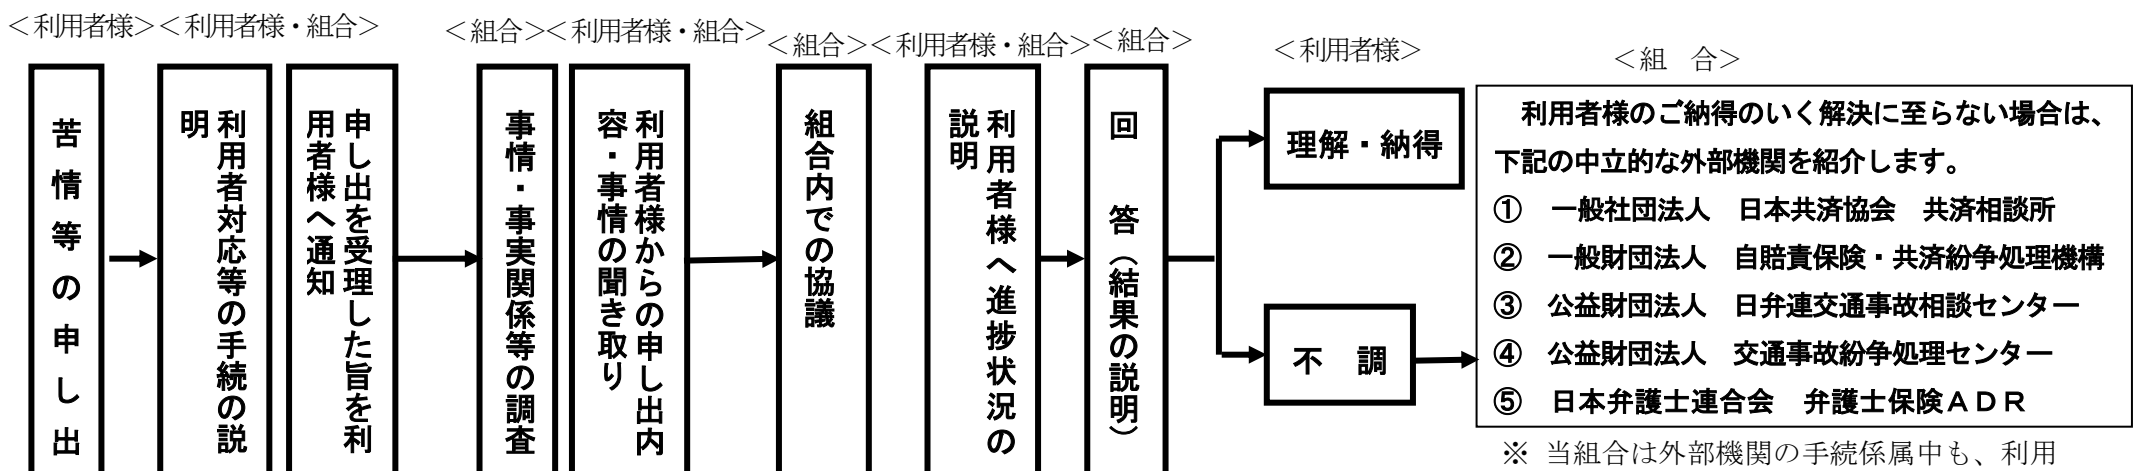 ＜利用者様＞
＜利用者様・組合＞
＜組合＞
＜利用者様・組合＞
＜組合＞
＜利用者様・組合＞
＜組合＞
＜利用者様＞
＜組　合＞
苦情等の申し出
利用者対応等の手続の説
明
申し出を受理した旨を利
用者様へ通知
事情・事実関係等の調査
利用者様からの申し出内
容・事情の聞き取り
組合内での協議
利用者様へ進捗状況の
説明
回　答（結果の説明）
理解・納得
不　調
利用者様のご納得のいく解決に至らない場合は、
下記の中立的な外部機関を紹介します。
①　一般社団法人　日本共済協会　共済相談所
②　一般財団法人　自賠責保険・共済紛争処理機構
③　公益財団法人　日弁連交通事故相談センター
④　公益財団法人　交通事故紛争処理センター
⑤　日本弁護士連合会　弁護士保険ＡＤＲ
※ 当組合は外部機関の手続係属中も、利用